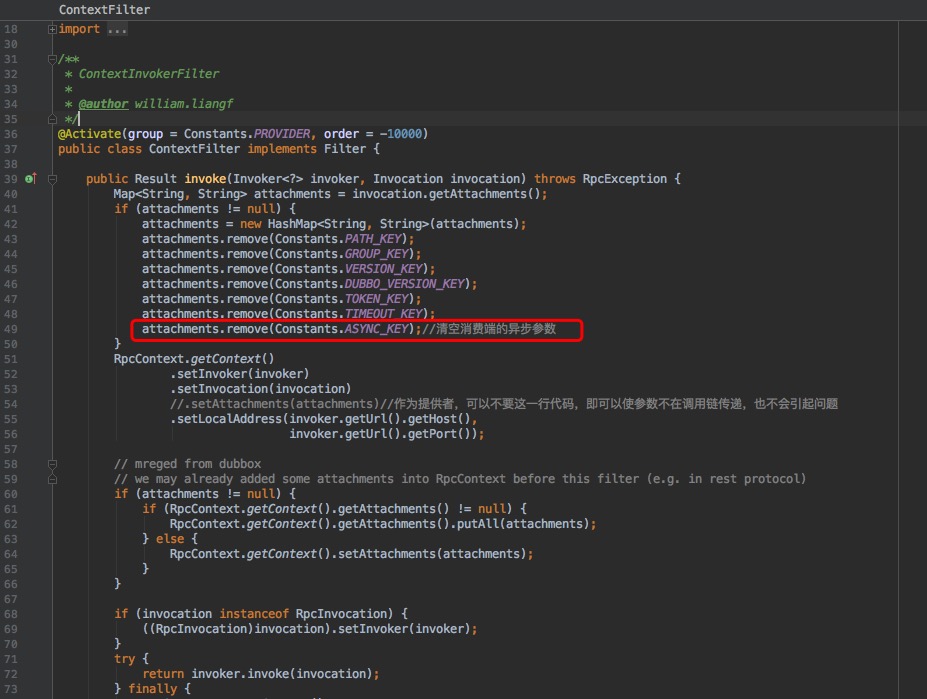 ContextFilter
18 import ...
30
31 /**
32 * ContextInvokerFilter
33 *
34 * @author william.liangf
35 */
36 @Activate(group = Constants.PROVIDER, order = -10000)
37 public class ContextFilter implements Filter {
38
39 public Result invoke(Invoker<?> invoker, Invocation invocation) throws RpcException {
40 Map<String, String> attachments = invocation.getAttachments();
41 if (attachments != null) {
42 attachments = new HashMap<String, String>(attachments);
43 attachments.remove(Constants.PATH_KEY);
44 attachments.remove(Constants.GROUP_KEY);
45 attachments.remove(Constants.VERSION_KEY);
46 attachments.remove(Constants.DUBBO_VERSION_KEY);
47 attachments.remove(Constants.TOKEN_KEY);
48 attachments.remove(Constants.TIMEOUT_KEY);
49 attachments.remove(Constants.ASYNC_KEY);//清空消费端的异步参数
50 }
51 RpcContext.getContext()
52 .setInvoker(invoker)
53 .setInvocation(invocation)
54 //.setAttachments(attachments)//作为提供者，可以不要这一行代码，即可以使参数不在调用链传递，也不会引起问题
55 .setLocalAddress(invoker.getUrl().getHost(),
56 invoker.getUrl().getPort());
57
58 // mreged from dubbox
59 // we may already added some attachments into RpcContext before this filter (e.g. in rest protocol)
60 if (attachments != null) {
61 if (RpcContext.getContext().getAttachments() != null) {
62 RpcContext.getContext().getAttachments().putAll(attachments);
63 } else {
64 RpcContext.getContext().setAttachments(attachments);
65 }
66 }
67
68 if (invocation instanceof RpcInvocation) {
69 ((RpcInvocation)invocation).setInvoker(invoker);
70 }
71 try {
72 return invoker.invoke(invocation);
73 } finally {